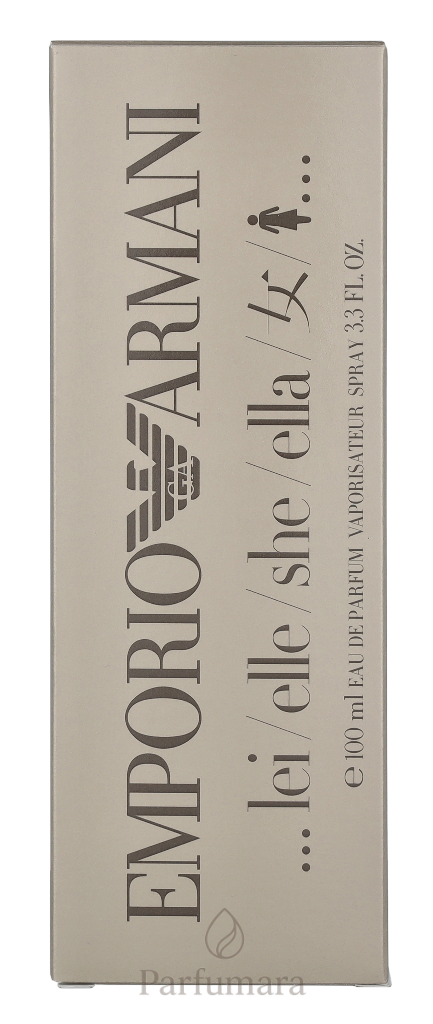 EMPORIO GA ARMANI
... lei / elle / she / ella / 女 / ...
℮ 100 ml EAU DE PARFUM VAPORISATEUR SPRAY 3.3 FL. OZ.
Parfumara